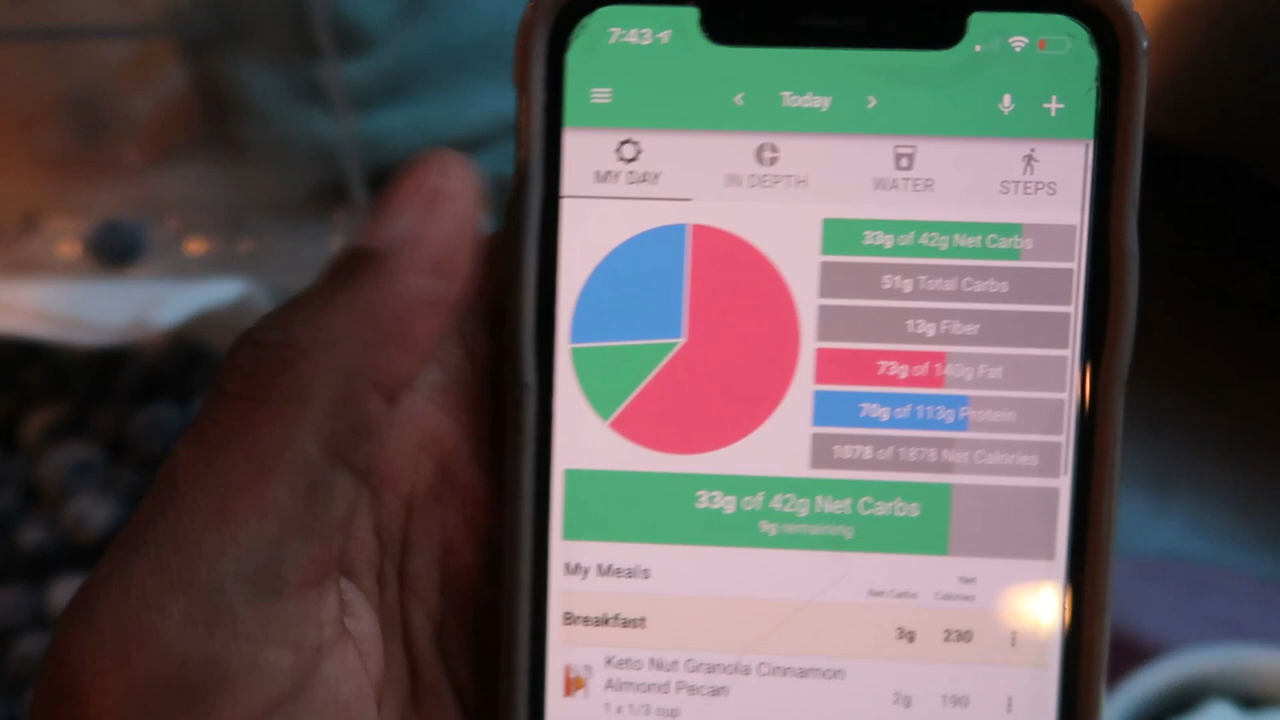 7:43
Today
MY DAY
IN DEPTH
WATER
STEPS
33g of 42g Net Carbs
51g Total Carbs
13g Fiber
73g of 140g Fat
70g of 113g Protein
1078 of 1878 Net Calories
33g of 42g Net Carbs
9g remaining
My Meals
Net Carbs
Net
Calories
Breakfast
3g
230
Keto Nut Granola Cinnamon
Almond Pecan
2g
190
1 x 1/3 cup